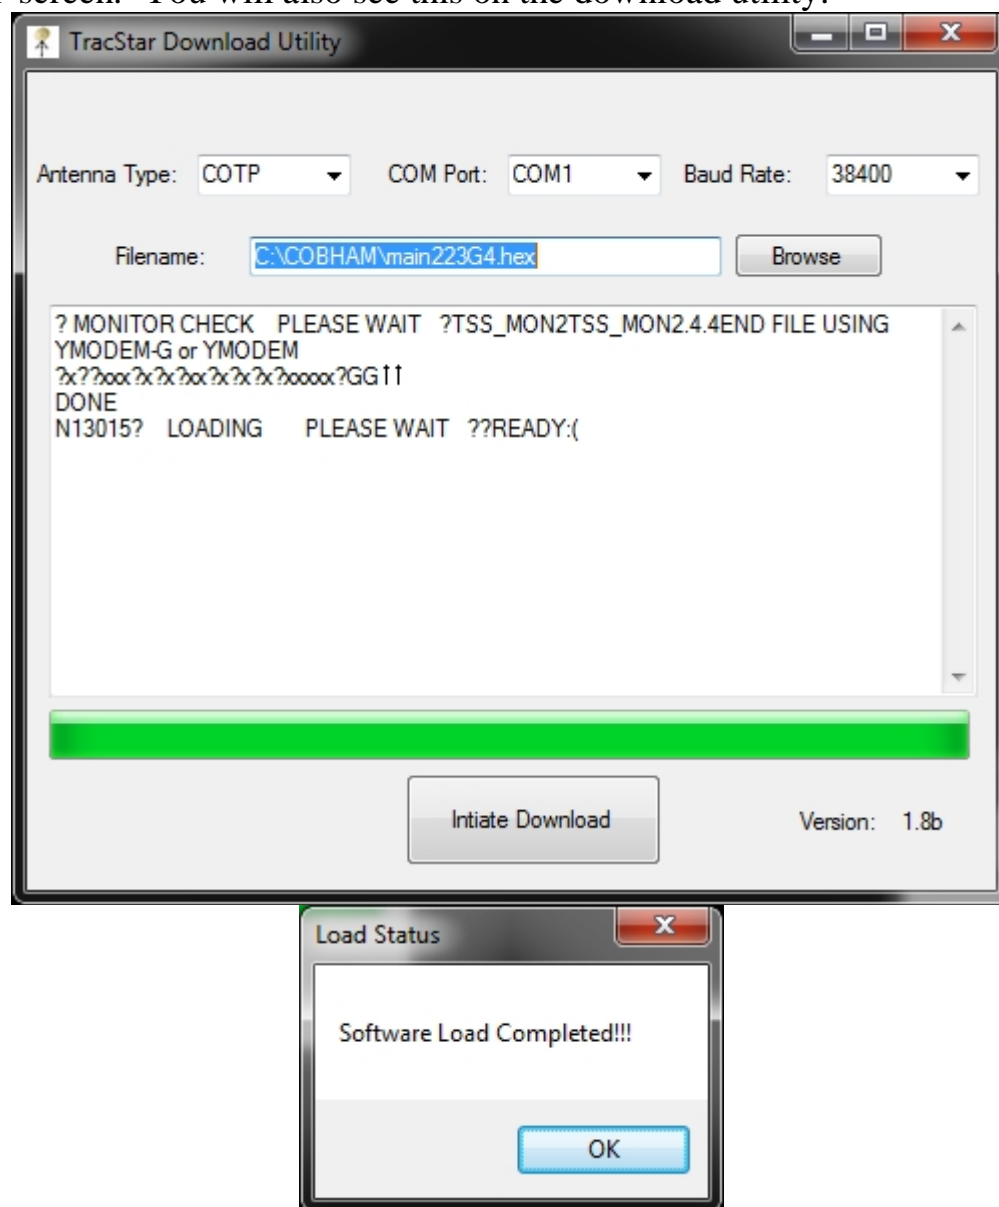 screen. You will also see this on the download utility.
TracStar Download Utility
Antenna Type: COTP COM Port: COM1 Baud Rate: 38400
Filename: C:\COBHAM\main223G4.hex Browse
? MONITOR CHECK PLEASE WAIT ?TSS_MON2TSS_MON2.4.4END FILE USING
YMODEM-G or YMODEM
?x??xxx?x?x?xx?x?x?x?xxxxx?GG↑↑
DONE
N13015? LOADING PLEASE WAIT ??READY:(
Intiate Download Version: 1.8b
Load Status
Software Load Completed!!!
OK